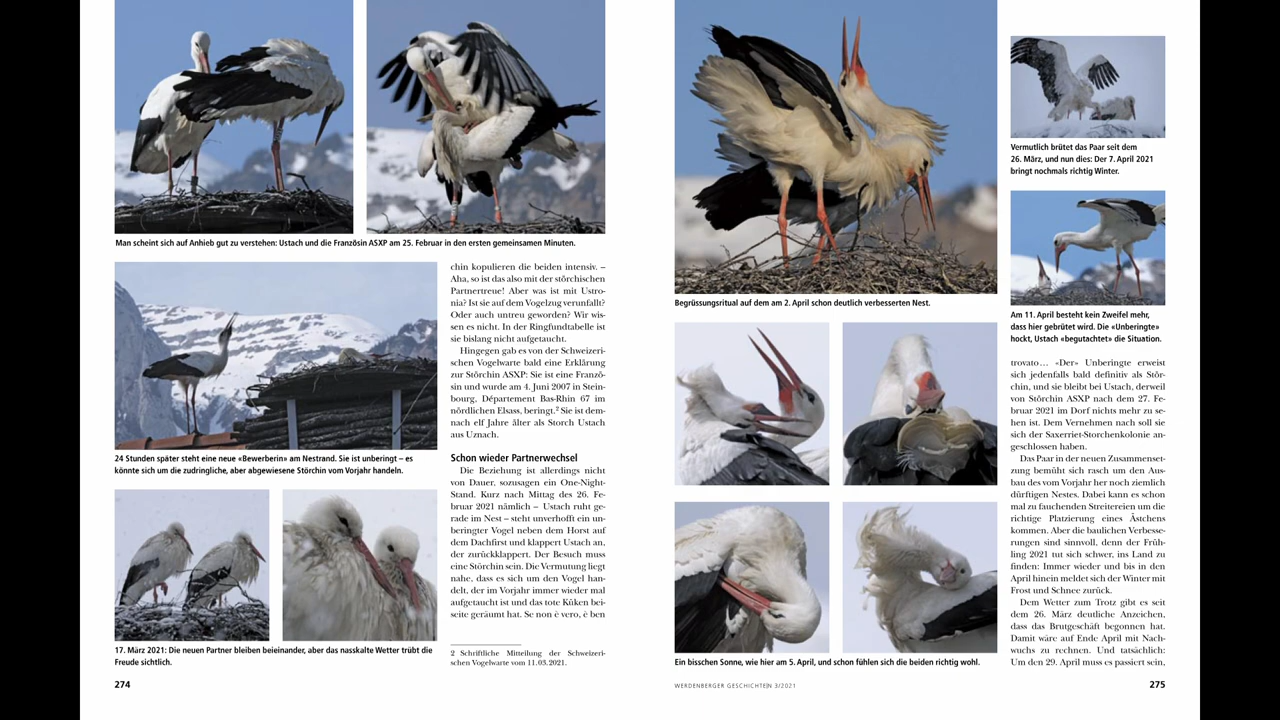 Man scheint sich auf Anhieb gut zu verstehen: Ustach und die Französin ASXP am 25. Februar in den ersten gemeinsamen Minuten.
24 Stunden später steht eine neue «Bewerberin» am Nestrand. Sie ist unberingt – es
könnte sich um die zudringliche, aber abgewiesene Störchin vom Vorjahr handeln.
17. März 2021: Die neuen Partner bleiben beieinander, aber das nasskalte Wetter trübt die
Freude sichtlich.
chin kopulieren die beiden intensiv. –
Aha, so ist das also mit der störchischen
Partnertreue! Aber was ist mit Ustro-
nia? Ist sie auf dem Vogelzug verunfallt?
Oder auch untreu geworden? Wir wis-
sen es nicht. In der Ringfundtabelle ist
sie bislang nicht aufgetaucht.
Hingegen gab es von der Schweizeri-
schen Vogelwarte bald eine Erklärung
zur Störchin ASXP: Sie ist eine Franzö-
sin und wurde am 4. Juni 2007 in Stein-
bourg, Département Bas-Rhin 67 im
nördlichen Elsass, beringt.2 Sie ist dem-
nach elf Jahre älter als Storch Ustach
aus Uznach.
Schon wieder Partnerwechsel
Die Beziehung ist allerdings nicht
von Dauer, sozusagen ein One-Night-
Stand. Kurz nach Mittag des 26. Fe-
bruar 2021 nämlich – Ustach ruht ge-
rade im Nest – steht unverhofft ein un-
beringter Vogel neben dem Horst auf
dem Dachfirst und klappert Ustach an,
der zurückklappert. Der Besuch muss
eine Störchin sein. Die Vermutung liegt
nahe, dass es sich um den Vogel han-
delt, der im Vorjahr immer wieder mal
aufgetaucht ist und das tote Küken bei-
seite geräumt hat. Se non è vero, è ben
2 Schriftliche Mitteilung der Schweizeri-
schen Vogelwarte vom 11.03.2021.
274
Begrüssungsritual auf dem am 2. April schon deutlich verbesserten Nest.
Ein bisschen Sonne, wie hier am 5. April, und schon fühlen sich die beiden richtig wohl.
Vermutlich brütet das Paar seit dem
26. März, und nun dies: Der 7. April 2021
bringt nochmals richtig Winter.
Am 11. April besteht kein Zweifel mehr,
dass hier gebrütet wird. Die «Unberingte»
hockt, Ustach «begutachtet» die Situation.
trovato… «Der» Unberingte erweist
sich jedenfalls bald definitiv als Stör-
chin, und sie bleibt bei Ustach, derweil
von Störchin ASXP nach dem 27. Fe-
bruar 2021 im Dorf nichts mehr zu se-
hen ist. Dem Vernehmen nach soll sie
sich der Saxerriet-Storchenkolonie an-
geschlossen haben.
Das Paar in der neuen Zusammenset-
zung bemüht sich rasch um den Aus-
bau des vom Vorjahr her noch ziemlich
dürftigen Nestes. Dabei kann es schon
mal zu fauchenden Streitereien um die
richtige Platzierung eines Ästchens
kommen. Aber die baulichen Verbesse-
rungen sind sinnvoll, denn der Früh-
ling 2021 tut sich schwer, ins Land zu
finden: Immer wieder und bis in den
April hinein meldet sich der Winter mit
Frost und Schnee zurück.
Dem Wetter zum Trotz gibt es seit
dem 26. März deutliche Anzeichen,
dass das Brutgeschäft begonnen hat.
Damit wäre auf Ende April mit Nach-
wuchs zu rechnen. Und tatsächlich:
Um den 29. April muss es passiert sein,
WERDENBERGER GESCHICHTE|N 3/2021
275